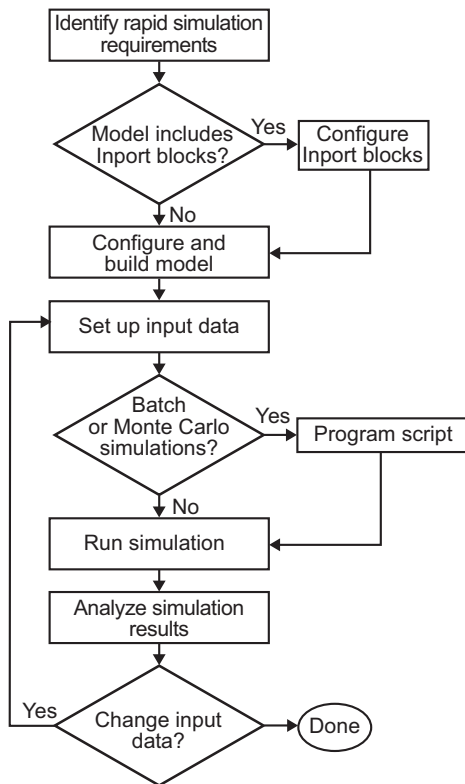 Identify rapid simulation
requirements
Model includes
Inport blocks?
Yes
Configure
Inport blocks
No
Configure and
build model
Set up input data
Batch
or Monte Carlo
simulations?
Yes
Program script
No
Run simulation
Analyze simulation
results
Change input
data?
Yes
Done